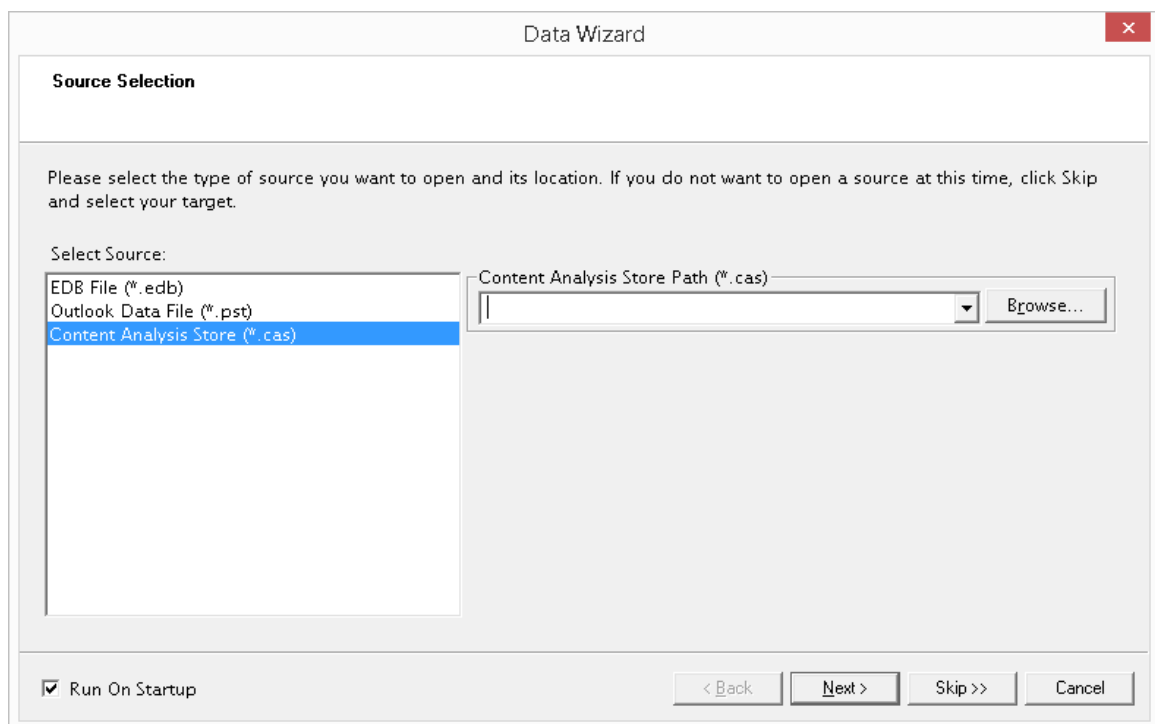 Data Wizard
Source Selection
Please select the type of source you want to open and its location. If you do not want to open a source at this time, click Skip
and select your target.
Select Source:
EDB File (*.edb)
Outlook Data File (*.pst)
Content Analysis Store (*.cas)
Content Analysis Store Path (*.cas)
Browse...
Run On Startup
< Back
Next >
Skip >>
Cancel